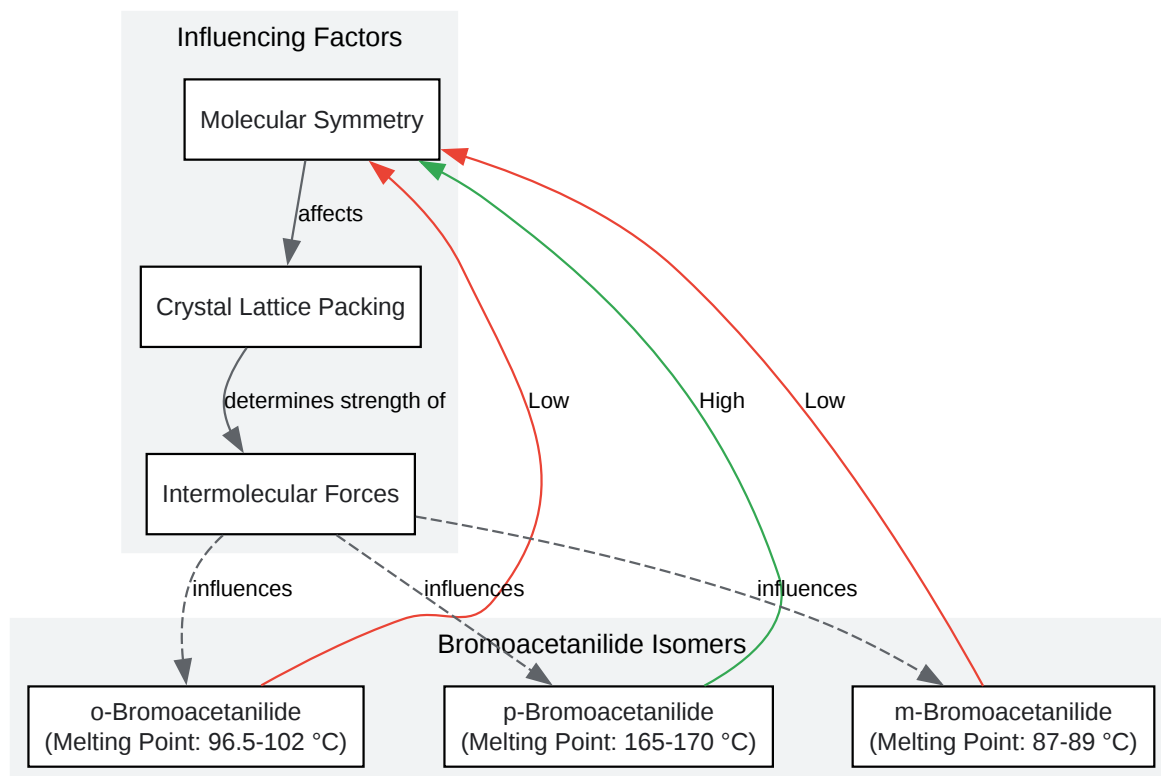 Influencing Factors
Molecular Symmetry
affects
Crystal Lattice Packing
determines strength of
Low
High
Low
Intermolecular Forces
influences
influences
influences
Bromoacetanilide Isomers
o-Bromoacetanilide
(Melting Point: 96.5-102 °C)
p-Bromoacetanilide
(Melting Point: 165-170 °C)
m-Bromoacetanilide
(Melting Point: 87-89 °C)